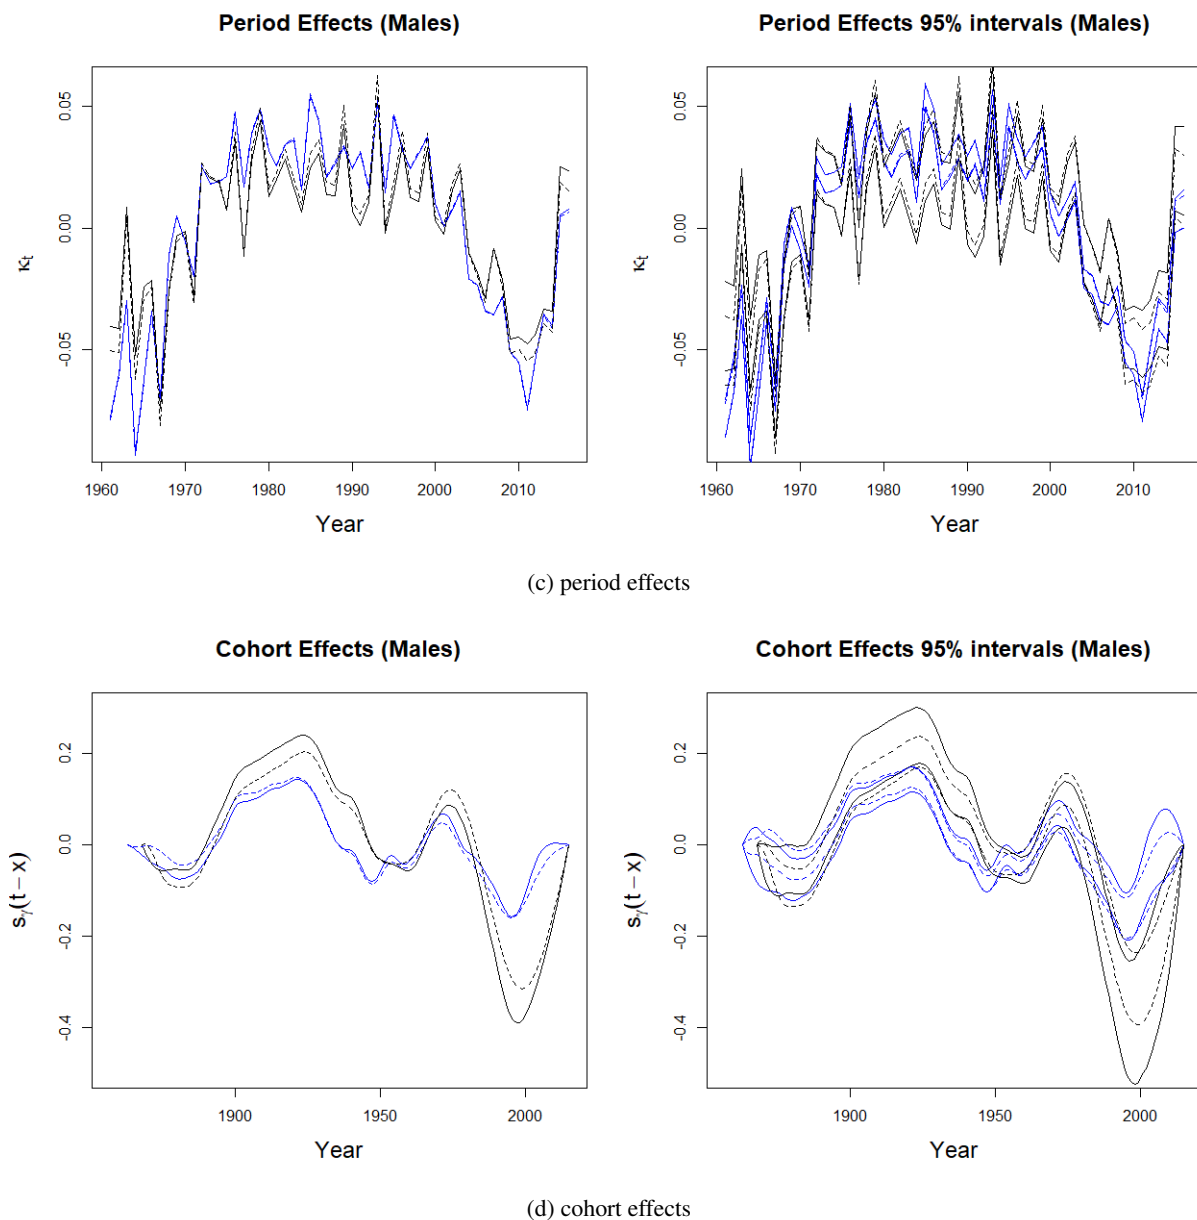 Period Effects (Males)
Period Effects 95% intervals (Males)
κt
0.05
0.00
-0.05
1960 1970 1980 1990 2000 2010
Year
κt
0.05
0.00
-0.05
1960 1970 1980 1990 2000 2010
Year
(c) period effects
Cohort Effects (Males)
Cohort Effects 95% intervals (Males)
sγ(t − x)
0.2
0.0
-0.2
-0.4
1900 1950 2000
Year
sγ(t − x)
0.2
0.0
-0.2
-0.4
1900 1950 2000
Year
(d) cohort effects